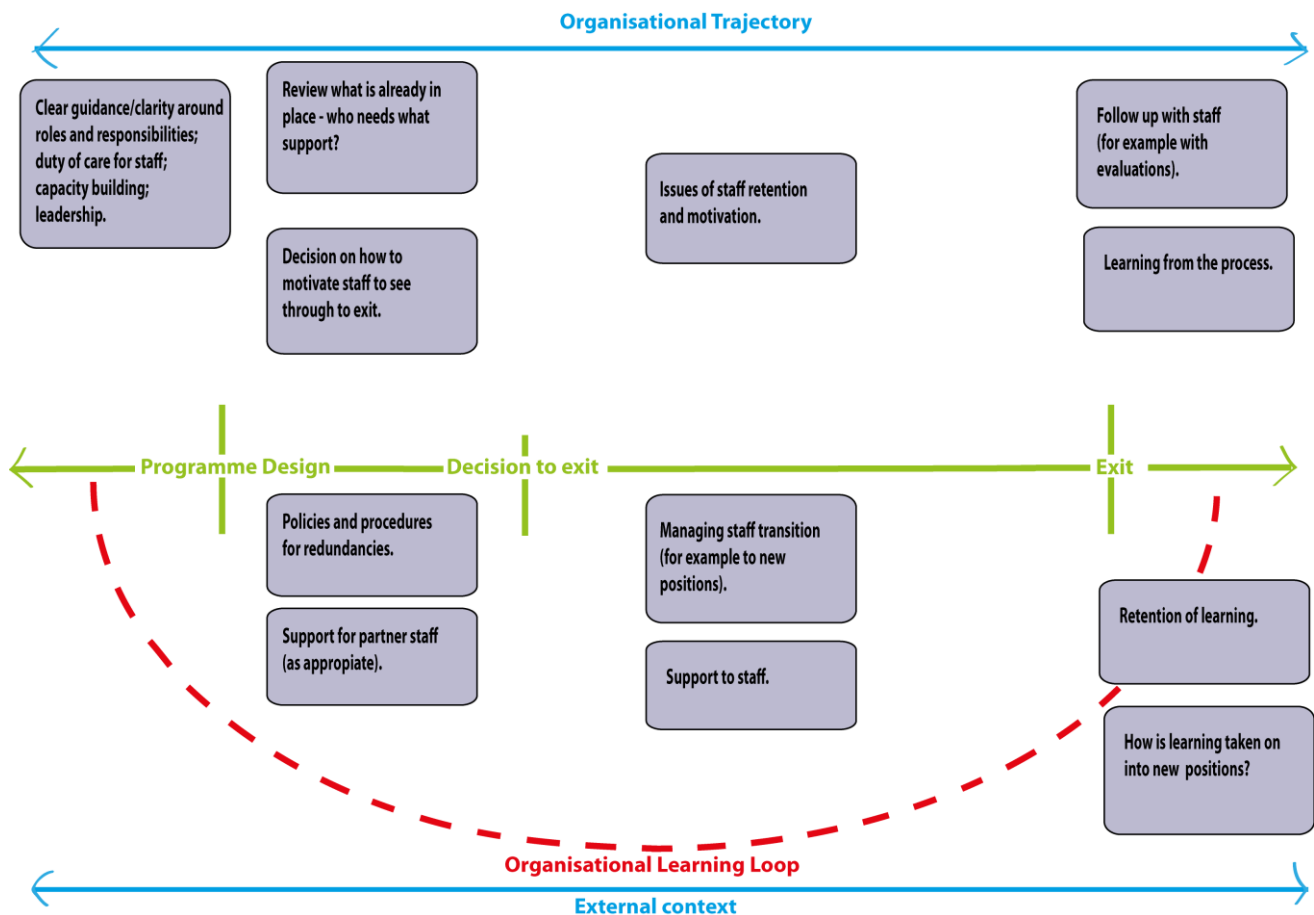 Organisational Trajectory
Clear guidance/clarity around
roles and responsibilities;
duty of care for staff;
capacity building;
leadership.
Review what is already in
place - who needs what
support?
Decision on how to
motivate staff to see
through to exit.
Issues of staff retention
and motivation.
Follow up with staff
(for example with
evaluations).
Learning from the process.
Programme Design
Decision to exit
Exit
Policies and procedures
for redundancies.
Support for partner staff
(as appropiate).
Managing staff transition
(for example to new
positions).
Support to staff.
Retention of learning.
How is learning taken on
into new positions?
Organisational Learning Loop
External context